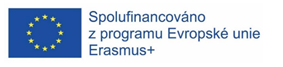 Spolufinancováno
z programu Evropské unie
Erasmus+